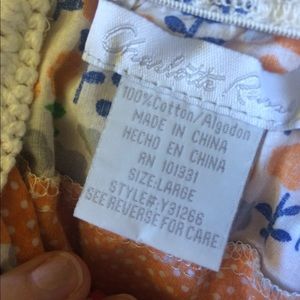 Charlotte
100%Cotton/Algodon
MADE IN CHINA
HECHO EN CHINA
RN 101331
SIZE:LARGE
STYLE#:Y31266
SEE REVERSE FOR CARE